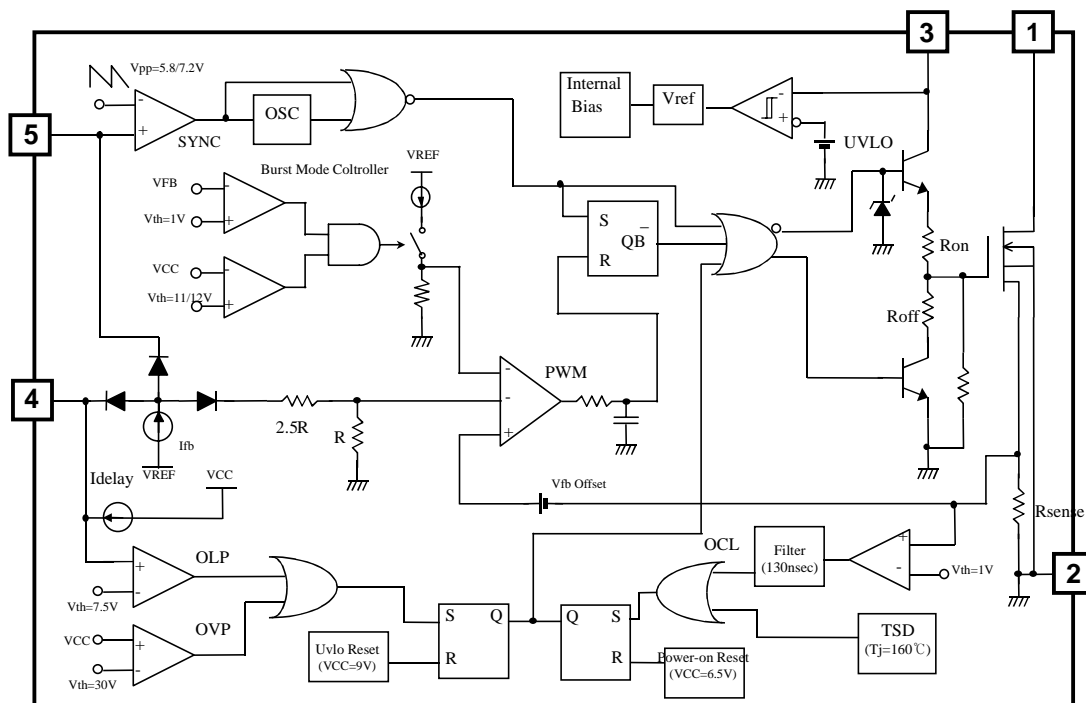 3
1
Vpp=5.8/7.2V
-
+
SYNC
OSC
5
Internal
Bias
Vref
-
+
UVLO
Burst Mode Coltroller
VREF
VFB
-
Vth=1V
+
VCC
-
Vth=11/12V
+
S
QB
R
Ron
Roff
4
Ifb
VREF
2.5R
R
-
-
+
PWM
Idelay
VCC
Vfb Offset
Rsense
OLP
+
-
Vth=7.5V
OVP
VCC
+
-
Vth=30V
Uvlo Reset
(VCC=9V)
S
Q
R
Q
S
R
Power-on Reset
(VCC=6.5V)
OCL
Filter
(130nsec)
+
-
Vth=1V
TSD
(Tj=160℃)
2